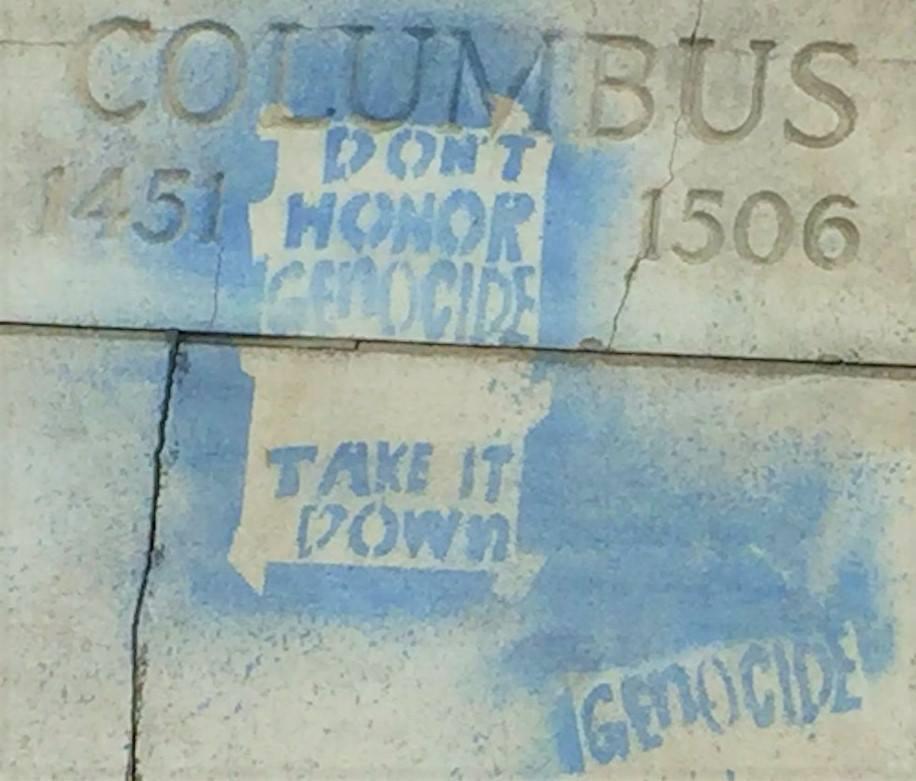 COLUMBUS
1451 1506
DON'T
HONOR
GENOCIDE
TAKE IT
DOWN
GENOCIDE